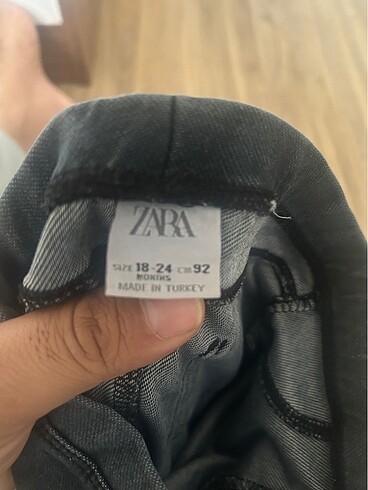 ZARA
SIZE 18-24 CM 92
MONTHS
MADE IN TURKEY